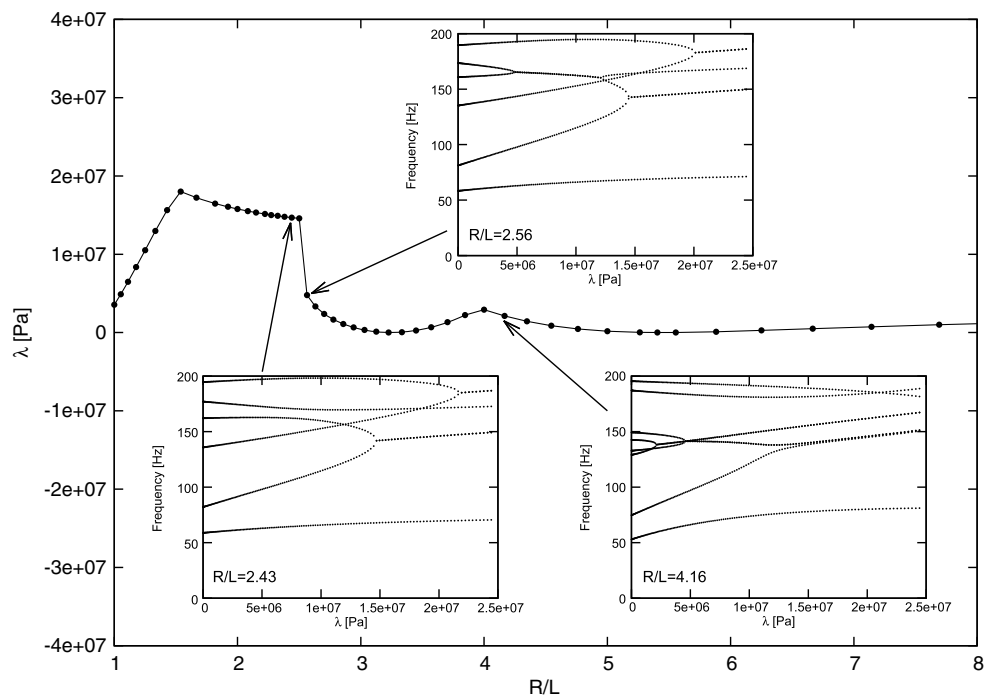 4e+07
3e+07
2e+07
1e+07
0
-1e+07
-2e+07
-3e+07
-4e+07
λ [Pa]
1 2 3 4 5 6 7 8
R/L
200
150
100
50
0
Frequency [Hz]
R/L=2.56
0 5e+06 1e+07 1.5e+07 2e+07 2.5e+07
λ [Pa]
200
150
100
50
0
Frequency [Hz]
R/L=2.43
0 5e+06 1e+07 1.5e+07 2e+07 2.5e+07
λ [Pa]
200
150
100
50
0
Frequency [Hz]
R/L=4.16
0 5e+06 1e+07 1.5e+07 2e+07 2.5e+07
λ [Pa]